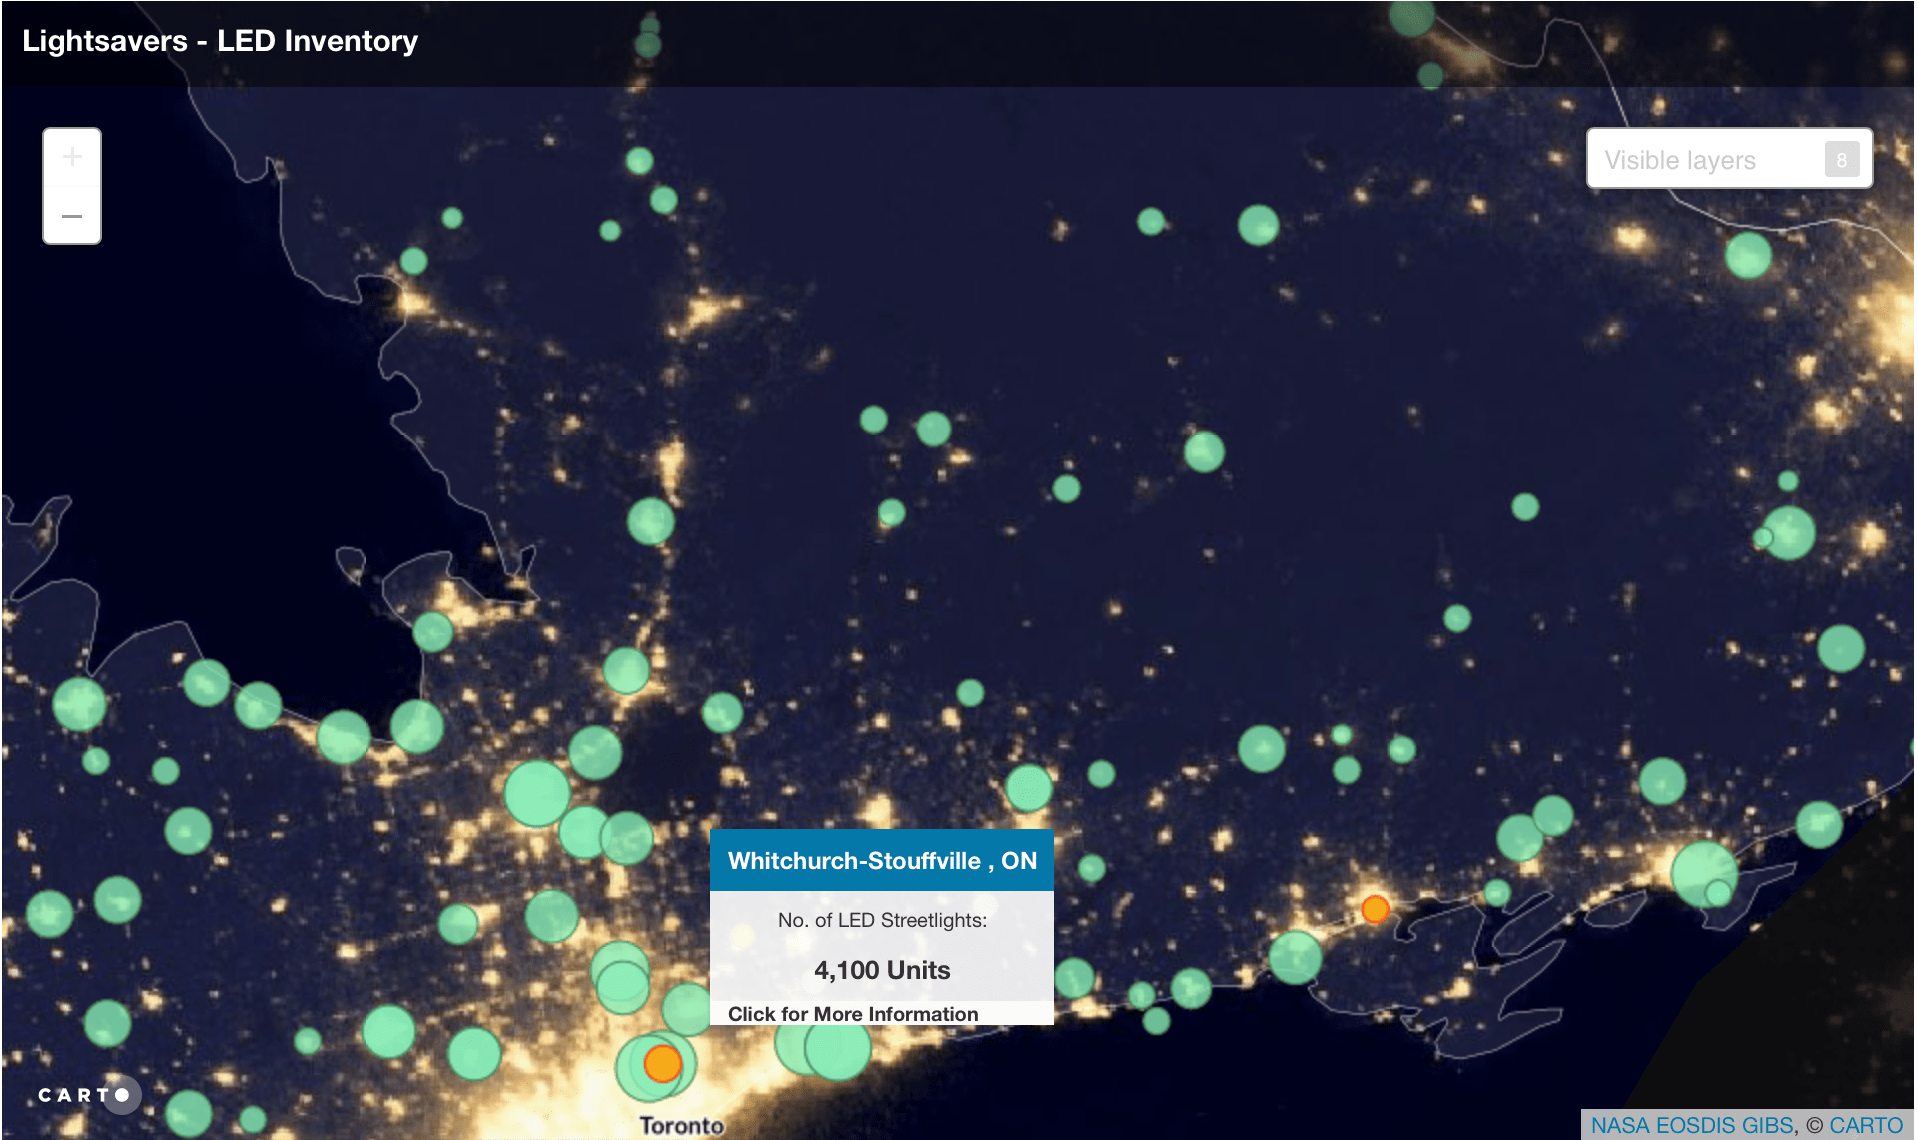 Lightsavers - LED Inventory
+
Visible layers 8
−
Whitchurch-Stouffville , ON
No. of LED Streetlights:
4,100 Units
Click for More Information
CARTO
Toronto
NASA EOSDIS GIBS, © CARTO